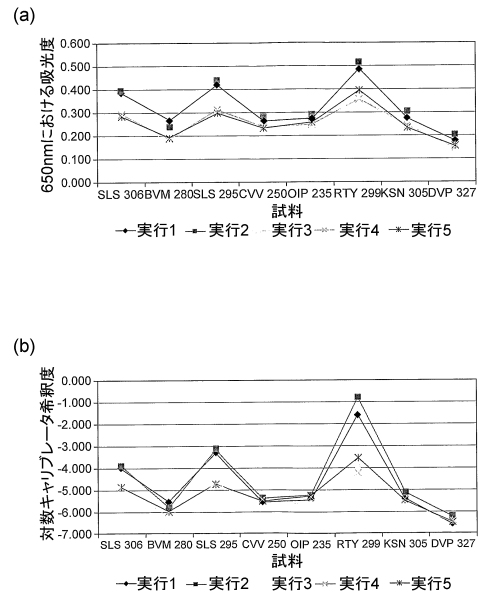 (a)
650nmにおける吸光度
0.600
0.500
0.400
0.300
0.200
0.100
0.000
SLS 306 BVM 280 SLS 295 CVV 250 OIP 235 RTY 299 KSN 305 DVP 327
試料
実行1 実行2 実行3 実行4 実行5
(b)
対数キャリブレータ希釈度
0.000
-1.000
-2.000
-3.000
-4.000
-5.000
-6.000
-7.000
SLS 306 BVM 280 SLS 295 CVV 250 OIP 235 RTY 299 KSN 305 DVP 327
試料
実行1 実行2 実行3 実行4 実行5